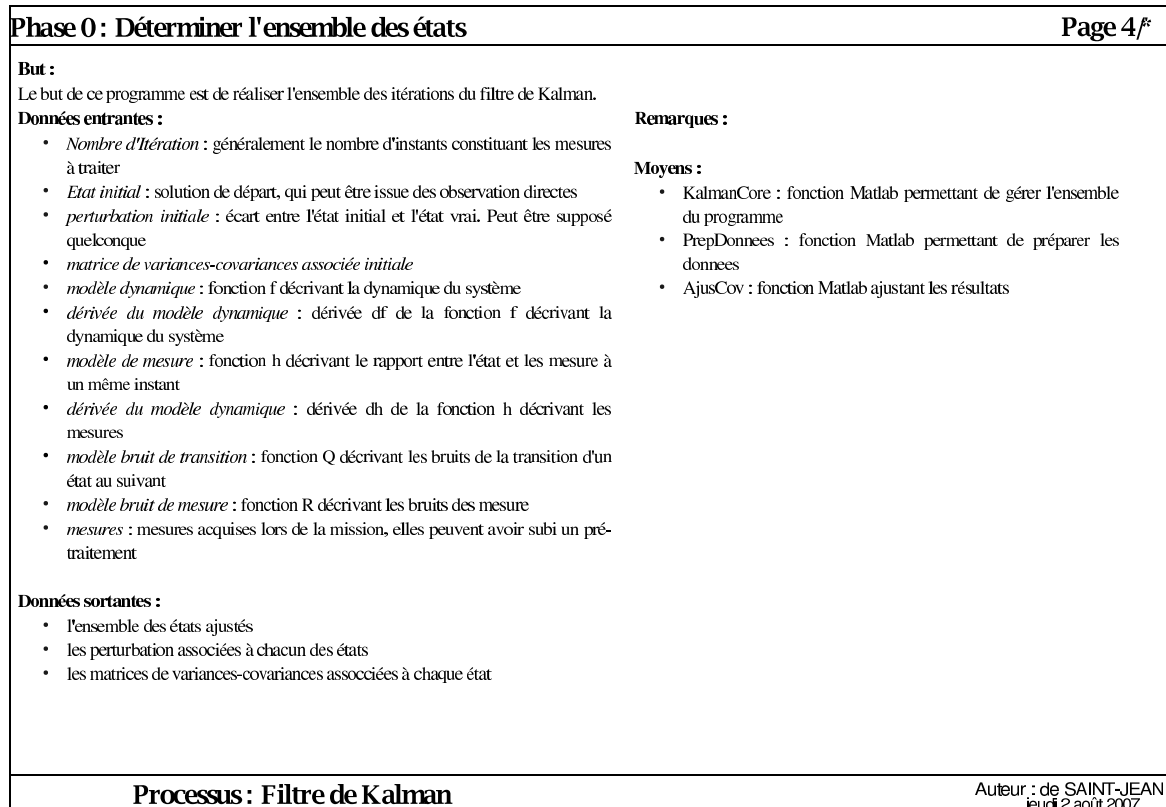 Phase 0 : Déterminer l'ensemble des états
Page 4/*
But :
Le but de ce programme est de réaliser l'ensemble des itérations du filtre de Kalman.
Données entrantes :
• Nombre d'Itération : généralement le nombre d'instants constituant les mesures
à traiter
• Etat initial : solution de départ, qui peut être issue des observation directes
• perturbation initiale : écart entre l'état initial et l'état vrai. Peut être supposé
quelconque
• matrice de variances-covariances associée initiale
• modèle dynamique : fonction f décrivant la dynamique du système
• dérivée du modèle dynamique : dérivée df de la fonction f décrivant la
dynamique du système
• modèle de mesure : fonction h décrivant le rapport entre l'état et les mesure à
un même instant
• dérivée du modèle dynamique : dérivée dh de la fonction h décrivant les
mesures
• modèle bruit de transition : fonction Q décrivant les bruits de la transition d'un
état au suivant
• modèle bruit de mesure : fonction R décrivant les bruits des mesure
• mesures : mesures acquises lors de la mission, elles peuvent avoir subi un pré-
traitement
Données sortantes :
• l'ensemble des états ajustés
• les perturbation associées à chacun des états
• les matrices de variances-covariances assocciées à chaque état
Remarques :
Moyens :
• KalmanCore : fonction Matlab permettant de gérer l'ensemble
du programme
• PrepDonnees : fonction Matlab permettant de préparer les
donnees
• AjusCov : fonction Matlab ajustant les résultats
Processus : Filtre de Kalman
Auteur : de SAINT-JEAN
jeudi 2 août 2007